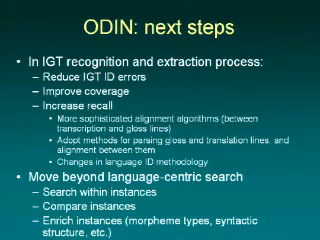 ODIN: next steps
• In IGT recognition and extraction process:
– Reduce IGT ID errors
– Improve coverage
– Increase recall
• More sophisticated alignment algorithms (between
transcription and gloss lines)
• Adopt methods for parsing gloss and translation lines, and
alignment between them
• Changes in language ID methodology
• Move beyond language-centric search
– Search within instances
– Compare instances
– Enrich instances (morpheme types, syntactic
structure, etc.)